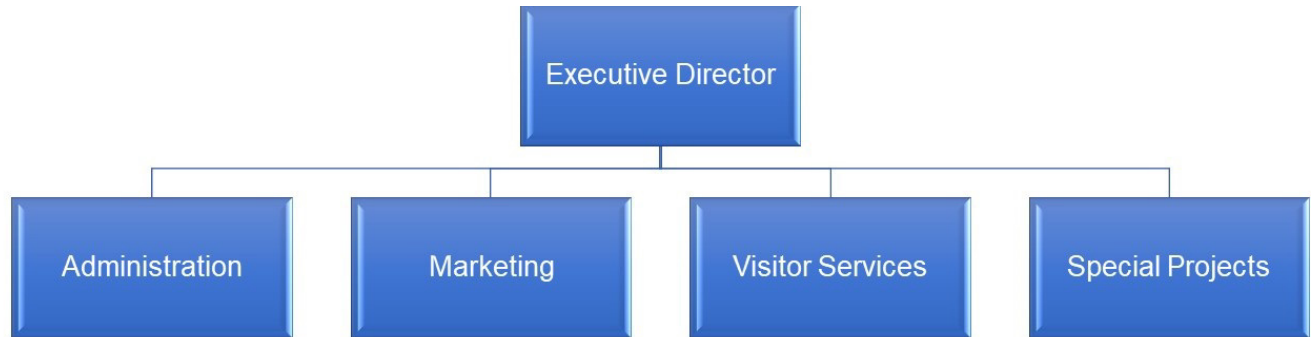 Executive Director
Administration
Marketing
Visitor Services
Special Projects